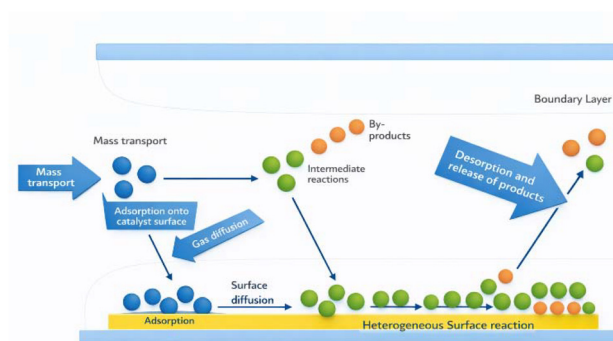 Boundary Layer
By-
products
Mass transport
Mass
transport
Intermediate
reactions
Desorption and
release of products
Adsorption onto
catalyst surface
Gas diffusion
Surface
diffusion
Adsorption
Heterogeneous Surface reaction